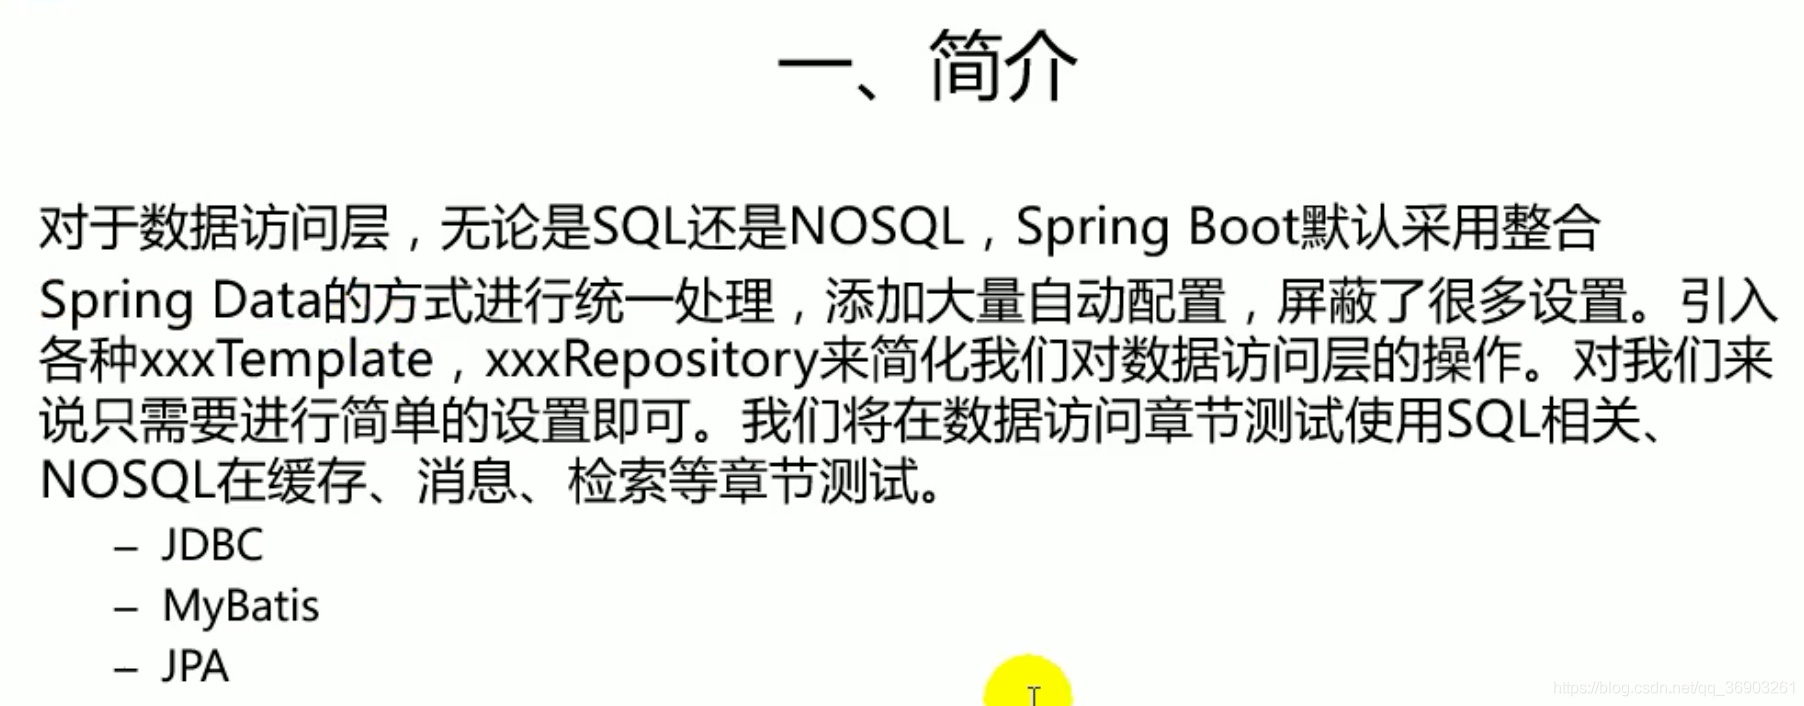 一、简介
对于数据访问层，无论是SQL还是NOSQL，Spring Boot默认采用整合
Spring Data的方式进行统一处理，添加大量自动配置，屏蔽了很多设置。引入
各种xxxTemplate，xxxRepository来简化我们对数据访问层的操作。对我们来
说只需要进行简单的设置即可。我们将在数据访问章节测试使用SQL相关、
NOSQL在缓存、消息、检索等章节测试。
– JDBC
– MyBatis
– JPA
https://blog.csdn.net/qq_36903261